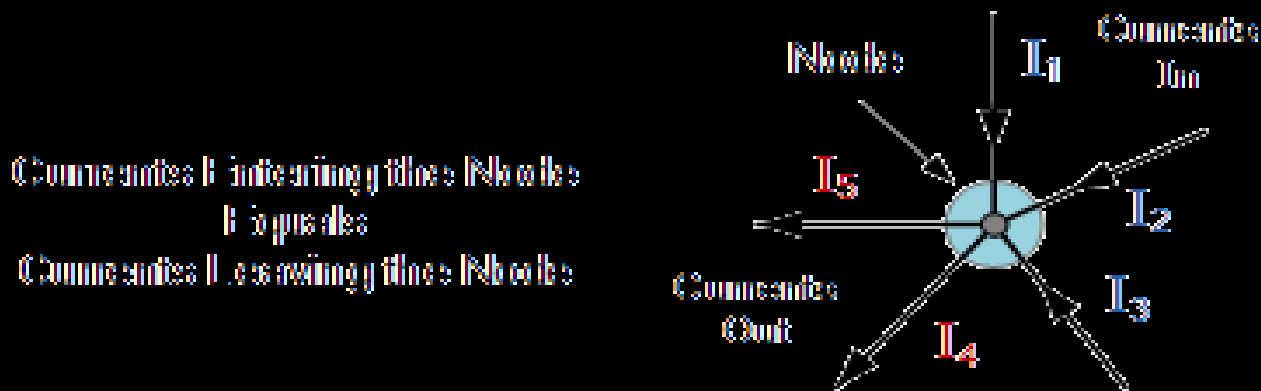 Currents Entering the Node
Equals
Currents Leaving the Node
Node
I1
Currents
In
I5
I2
Currents
Out
I3
I4